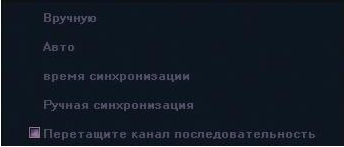 Вручную
Авто
время синхронизации
Ручная синхронизация
Перетащите канал последовательность